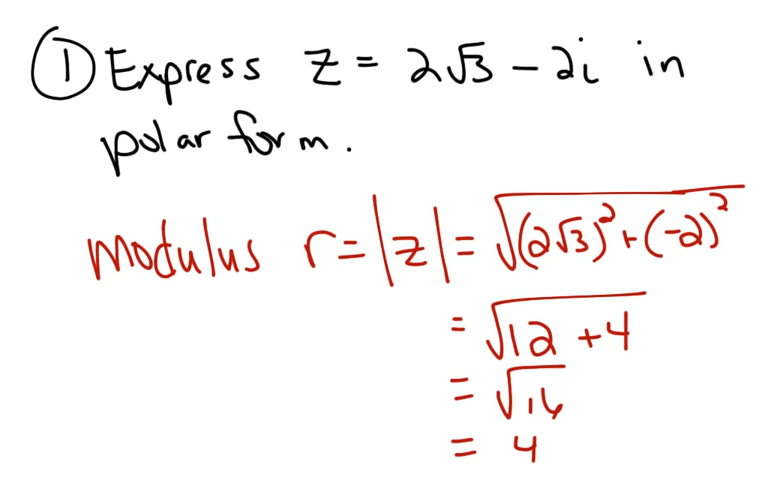 ① Express z = 2√3 − 2i in
polar form.
modulus r = |z| = √((2√3)² + (-2)²)
= √(12 + 4)
= √16
= 4